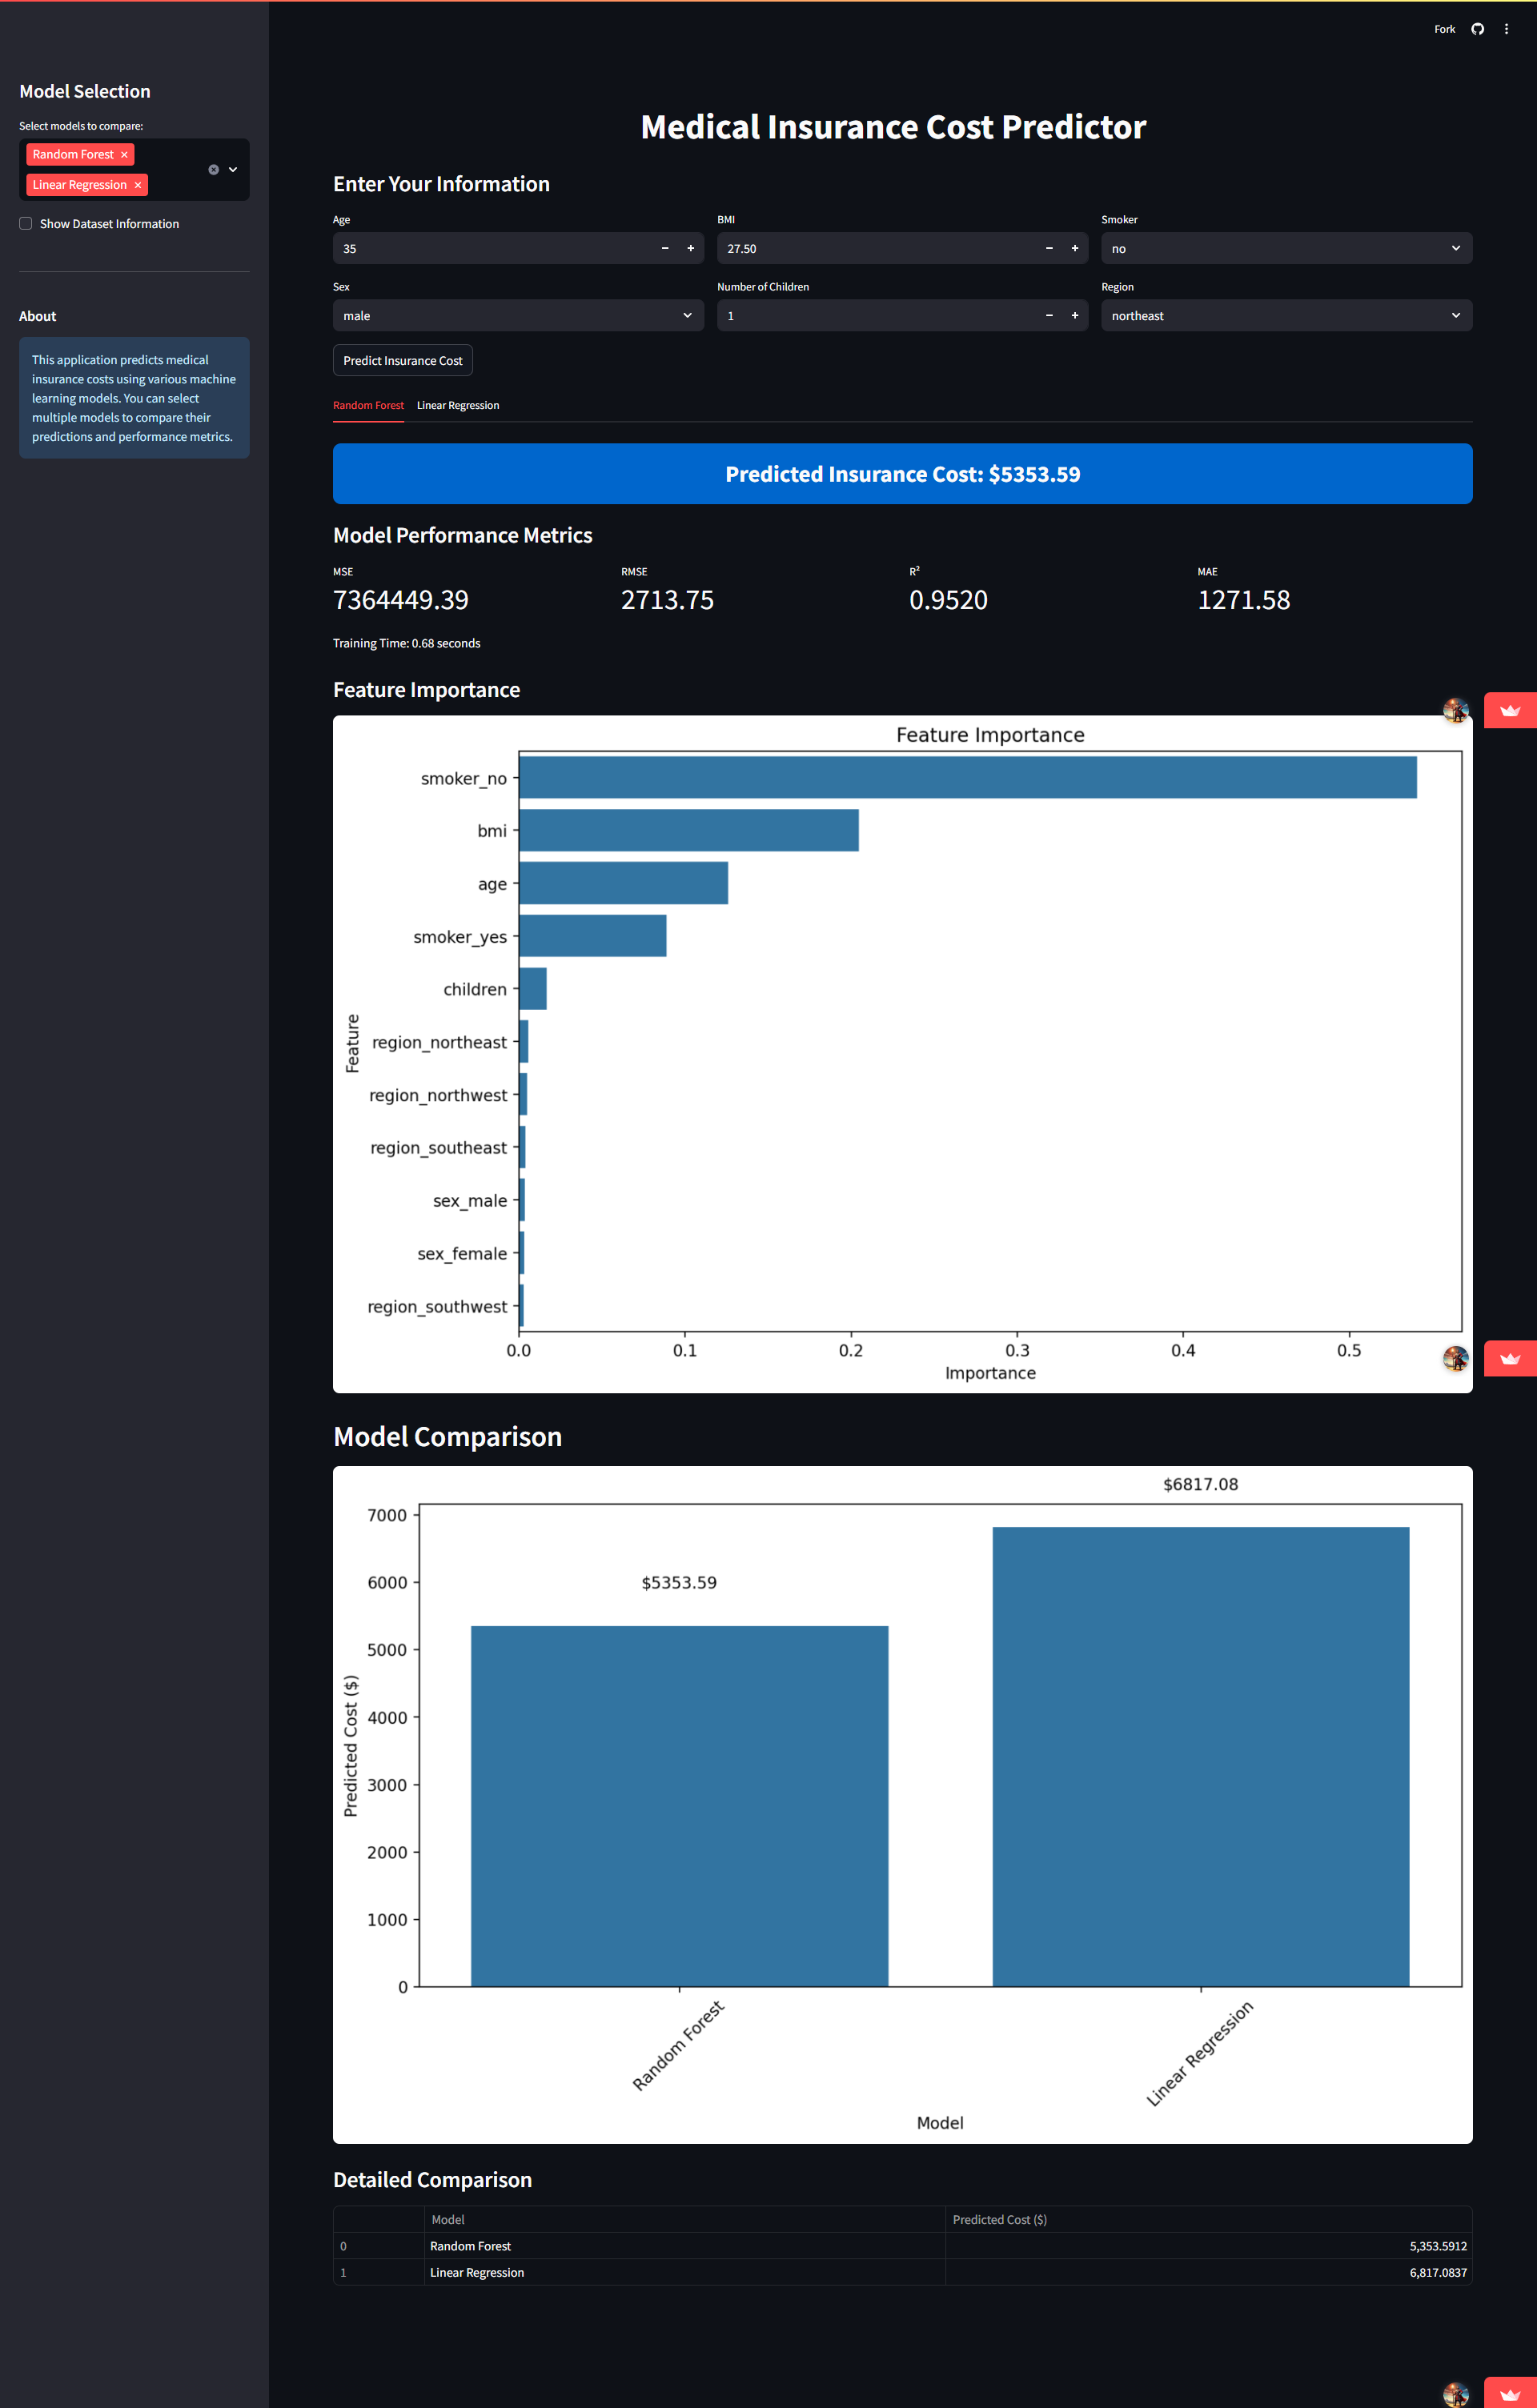 Fork
Model Selection
Select models to compare:
Random Forest ×
Linear Regression ×
Show Dataset Information
About
This application predicts medical
insurance costs using various machine
learning models. You can select
multiple models to compare their
predictions and performance metrics.
Medical Insurance Cost Predictor
Enter Your Information
Age
BMI
Smoker
35
27.50
no
Sex
Number of Children
Region
male
1
northeast
Predict Insurance Cost
Random Forest
Linear Regression
Predicted Insurance Cost: $5353.59
Model Performance Metrics
MSE
RMSE
R²
MAE
7364449.39
2713.75
0.9520
1271.58
Training Time: 0.68 seconds
Feature Importance
Feature Importance
smoker_no
bmi
age
smoker_yes
children
region_northeast
region_northwest
region_southeast
sex_male
sex_female
region_southwest
Feature
0.0 0.1 0.2 0.3 0.4 0.5
Importance
Model Comparison
$6817.08
$5353.59
7000
6000
5000
4000
3000
2000
1000
0
Predicted Cost ($)
Random Forest
Linear Regression
Model
Detailed Comparison
Model Predicted Cost ($)
0 Random Forest 5,353.5912
1 Linear Regression 6,817.0837